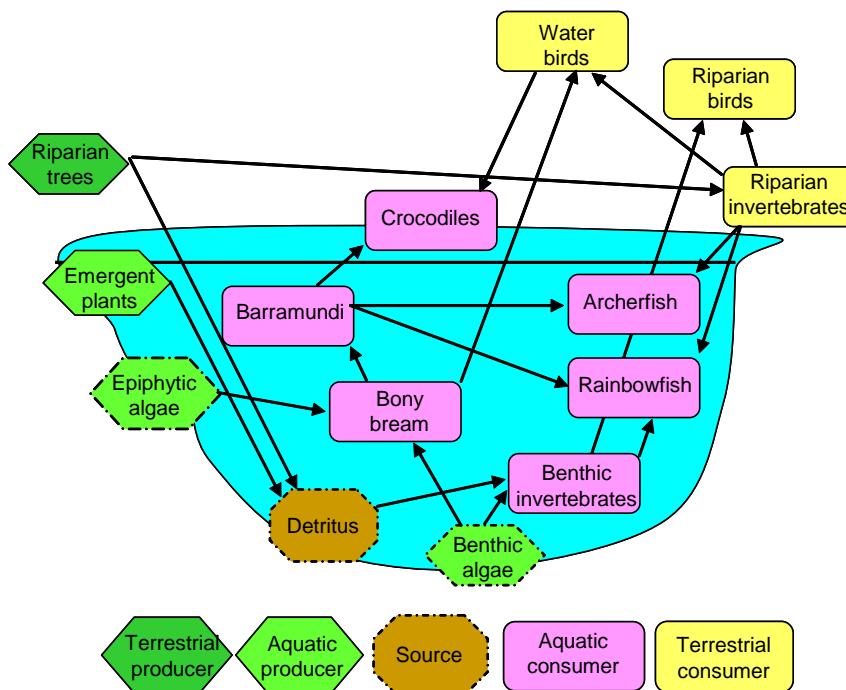 Water
birds
Riparian
birds
Riparian
trees
Riparian
invertebrates
Crocodiles
Emergent
plants
Barramundi
Archerfish
Epiphytic
algae
Rainbowfish
Bony
bream
Benthic
invertebrates
Detritus
Benthic
algae
Terrestrial
producer
Aquatic
producer
Source
Aquatic
consumer
Terrestrial
consumer